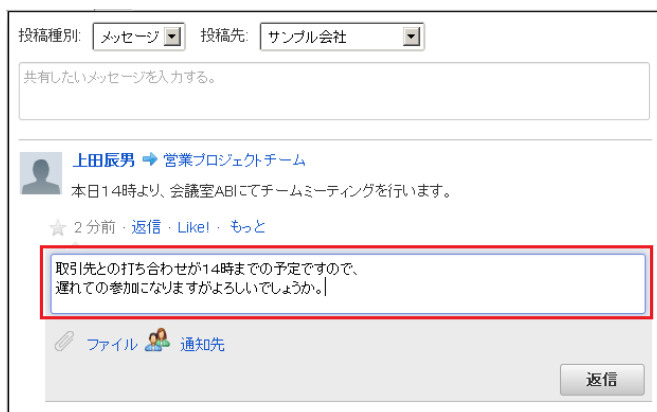 投稿種別: メッセージ 投稿先: サンプル会社
共有したいメッセージを入力する。
上田辰男 営業プロジェクトチーム
本日14時より、会議室ABIにてチームミーティングを行います。
2分前 · 返信 · Like! · もっと
取引先との打ち合わせが14時までの予定ですので、
遅れての参加になりますがよろしいでしょうか。
ファイル 通知先
返信